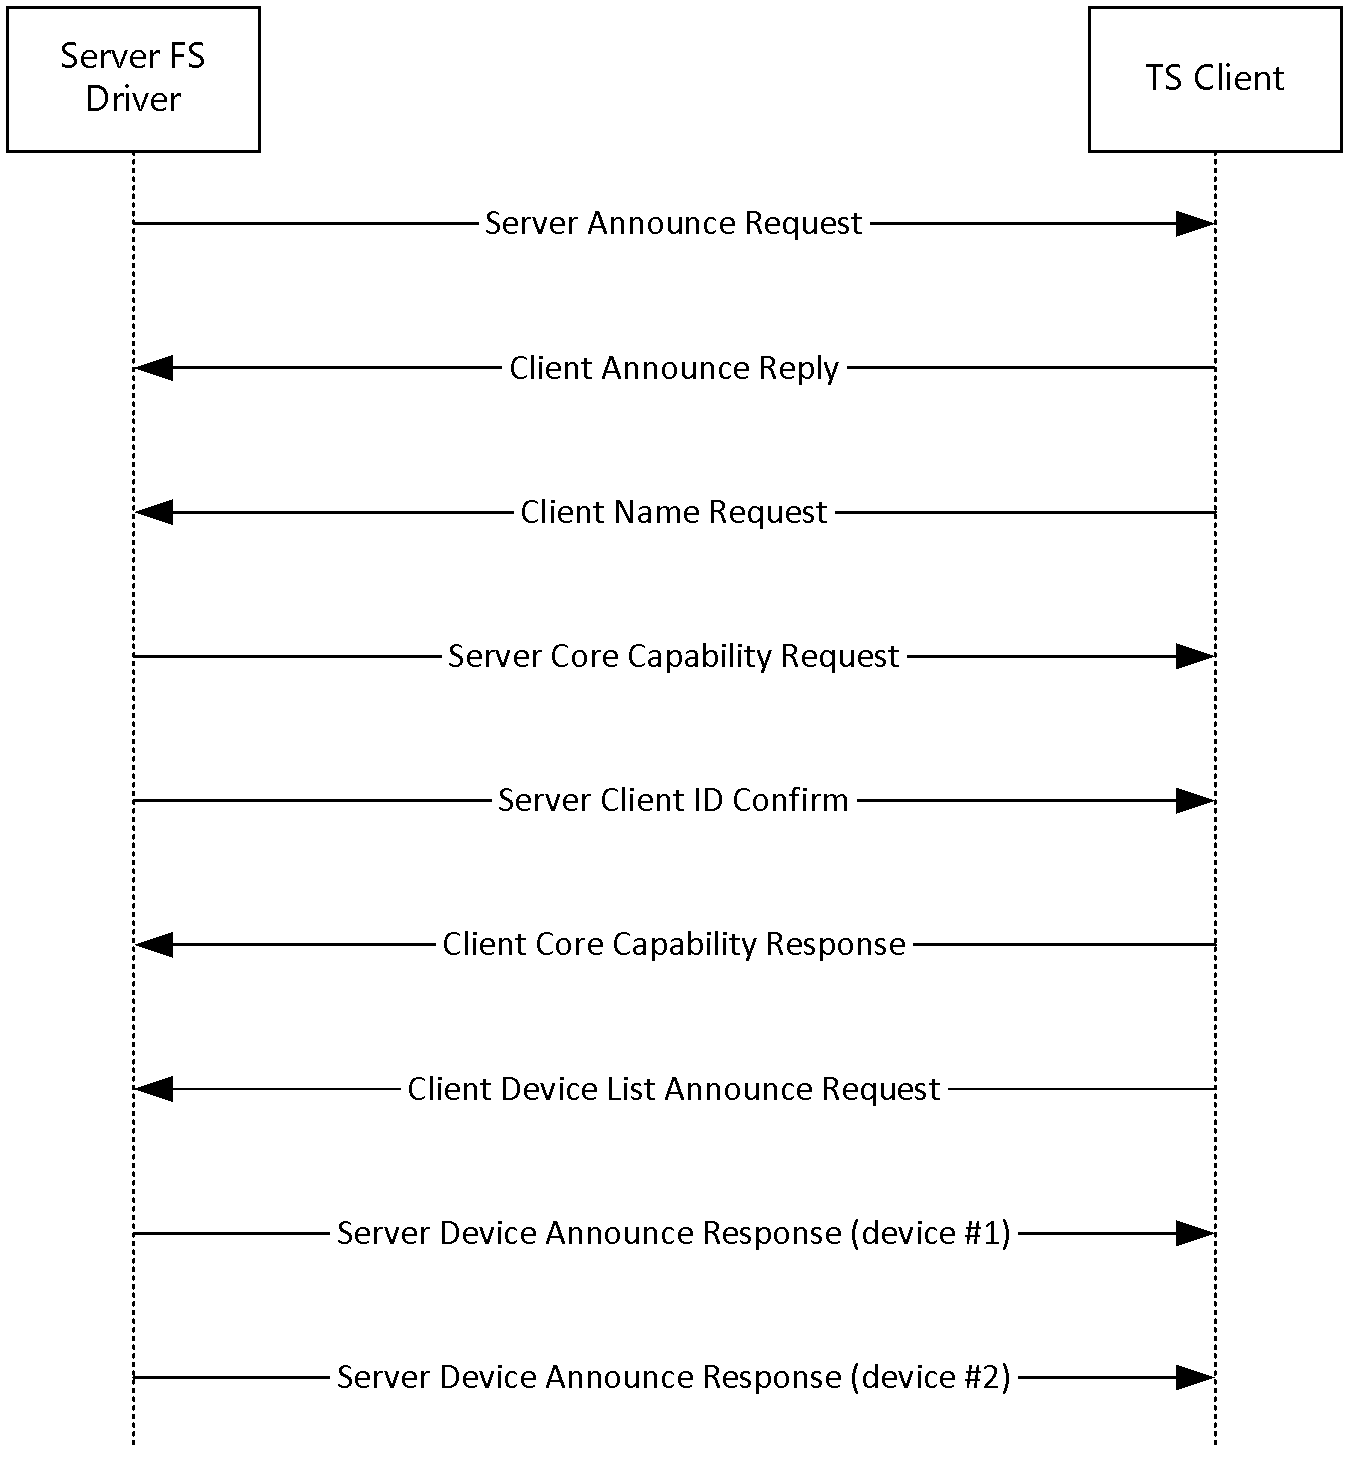 Server FS
Driver
TS Client
Server Announce Request
Client Announce Reply
Client Name Request
Server Core Capability Request
Server Client ID Confirm
Client Core Capability Response
Client Device List Announce Request
Server Device Announce Response (device #1)
Server Device Announce Response (device #2)